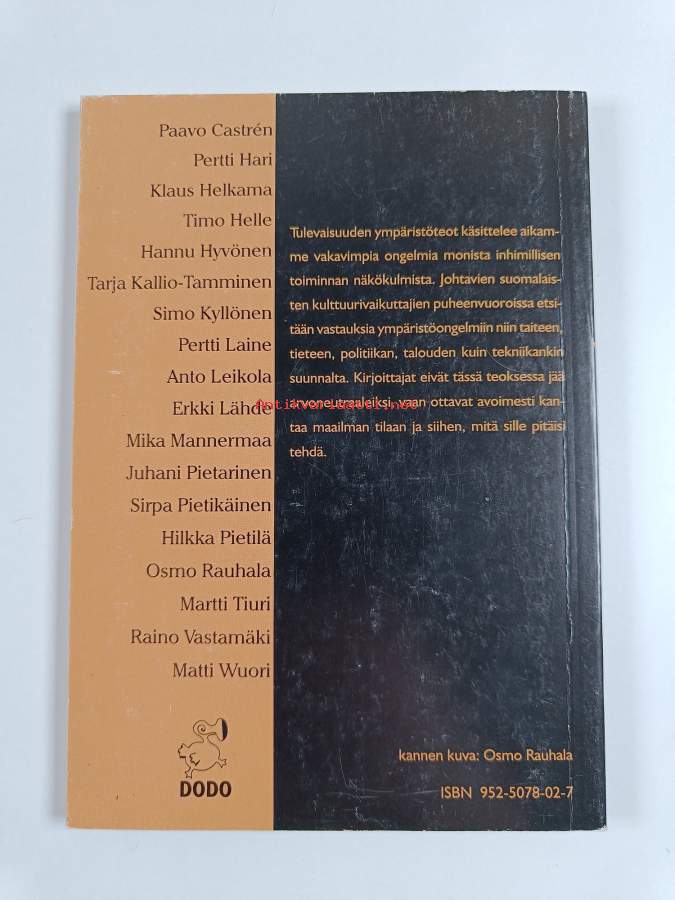 Paavo Castrén
Pertti Hari
Klaus Helkama
Timo Helle
Hannu Hyvönen
Tarja Kallio-Tamminen
Simo Kyllönen
Pertti Laine
Anto Leikola
Erkki Lähde
Mika Mannermaa
Juhani Pietarinen
Sirpa Pietikäinen
Hilkka Pietilä
Osmo Rauhala
Martti Tiuri
Raino Vastamäki
Matti Wuori
DODO
Tulevaisuuden ympäristöteot käsittelee aikam-
me vakavimpia ongelmia monista inhimillisen
toiminnan näkökulmista. Johtavien suomalais-
ten kulttuurivaikuttajien puheenvuoroissa etsi-
tään vastauksia ympäristöongelmiin niin taiteen,
tieteen, politiikan, talouden kuin tekniikankin
suunnalta. Kirjoittajat eivät tässä teoksessa jää
arvoneutraaleiksi, vaan ottavat avoimesti kan-
taa maailman tilaan ja siihen, mitä sille pitäisi
tehdä.
Antikvariaatti.net
kannen kuva: Osmo Rauhala
ISBN 952-5078-02-7